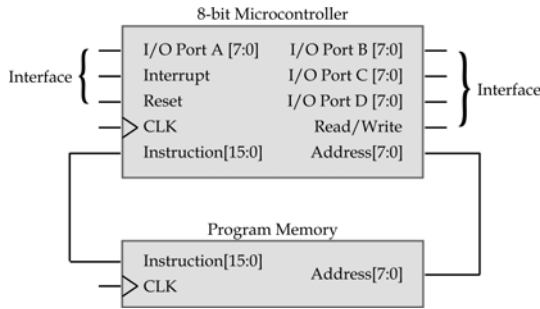 8-bit Microcontroller
I/O Port A [7:0] I/O Port B [7:0]
Interrupt I/O Port C [7:0]
Interface Interface
Reset I/O Port D [7:0]
CLK Read/Write
Instruction[15:0] Address[7:0]
Program Memory
Instruction[15:0]
Address[7:0]
CLK